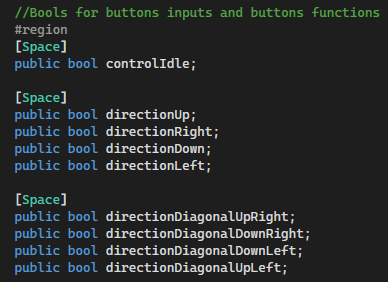 //Bools for buttons inputs and buttons functions
#region
[Space]
public bool controlIdle;
[Space]
public bool directionUp;
public bool directionRight;
public bool directionDown;
public bool directionLeft;
[Space]
public bool directionDiagonalUpRight;
public bool directionDiagonalDownRight;
public bool directionDiagonalDownLeft;
public bool directionDiagonalUpLeft;